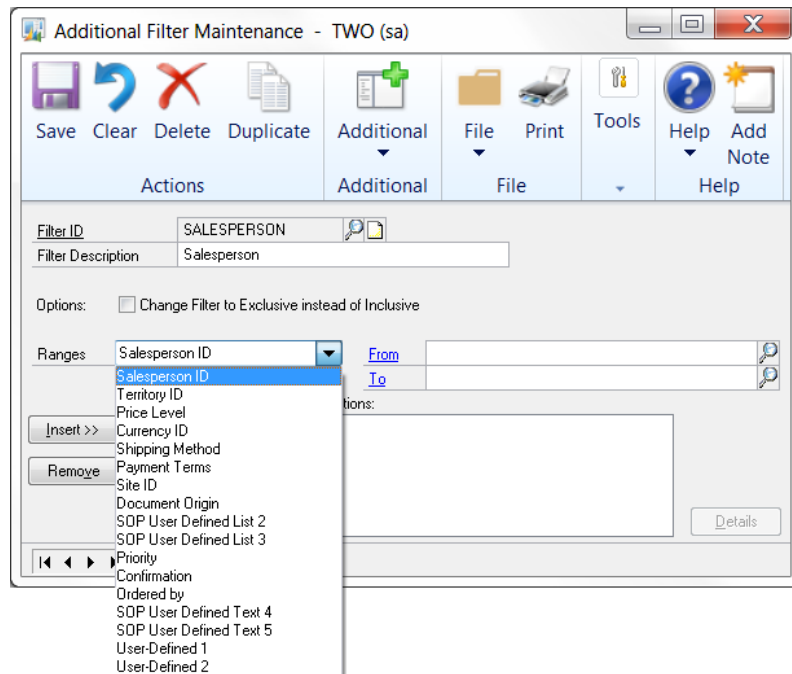 Additional Filter Maintenance - TWO (sa)
Save Clear Delete Duplicate Additional File Print Tools Help Add Note
Actions Additional File Help
Filter ID SALESPERSON
Filter Description Salesperson
Options: Change Filter to Exclusive instead of Inclusive
Ranges Salesperson ID From
Salesperson ID To
Territory ID tions:
Price Level
Insert >> Currency ID
Shipping Method
Remove Payment Terms
Site ID
Document Origin
SOP User Defined List 2 Details
SOP User Defined List 3
Priority
Confirmation
Ordered by
SOP User Defined Text 4
SOP User Defined Text 5
User-Defined 1
User-Defined 2